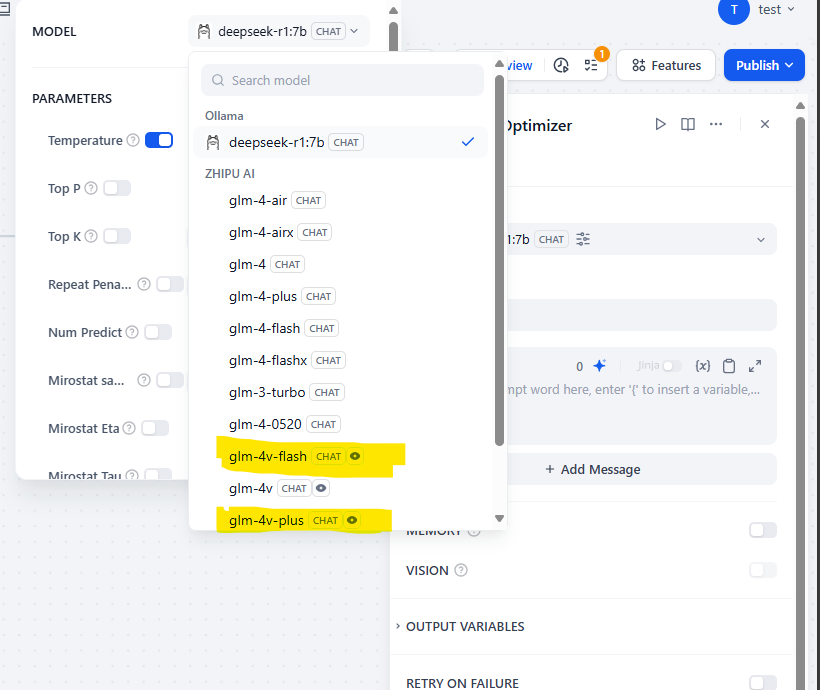 MODEL
deepseek-r1:7b CHAT
PARAMETERS
Temperature ?
Top P ?
Top K ?
Repeat Pena... ?
Num Predict ?
Mirostat sa... ?
Mirostat Eta ?
Mirostat Tau ?
Search model
Ollama
deepseek-r1:7b CHAT
ZHIPU AI
glm-4-air CHAT
glm-4-airx CHAT
glm-4 CHAT
glm-4-plus CHAT
glm-4-flash CHAT
glm-4-flashx CHAT
glm-3-turbo CHAT
glm-4-0520 CHAT
glm-4v-flash CHAT
glm-4v CHAT
glm-4v-plus CHAT
T test
view 1 Features Publish
Optimizer
1:7b CHAT
0 Jinja {x}
mpt word here, enter '{' to insert a variable,...
+ Add Message
MEMORY ?
VISION ?
OUTPUT VARIABLES
RETRY ON FAILURE